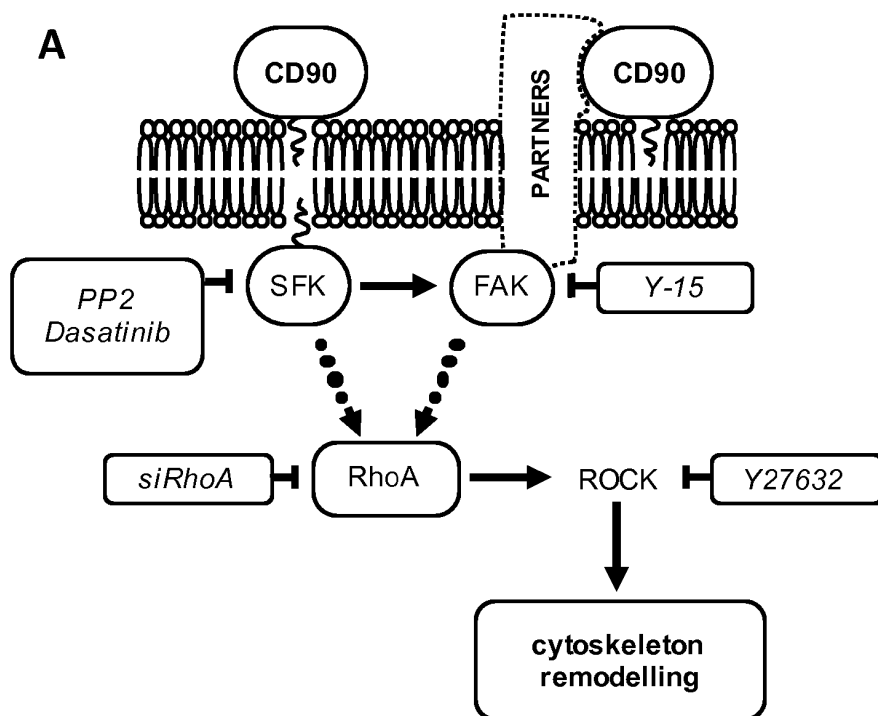 A
CD90
PARTNERS
CD90
PP2
Dasatinib
SFK
FAK
Y-15
siRhoA
RhoA
ROCK
Y27632
cytoskeleton
remodelling